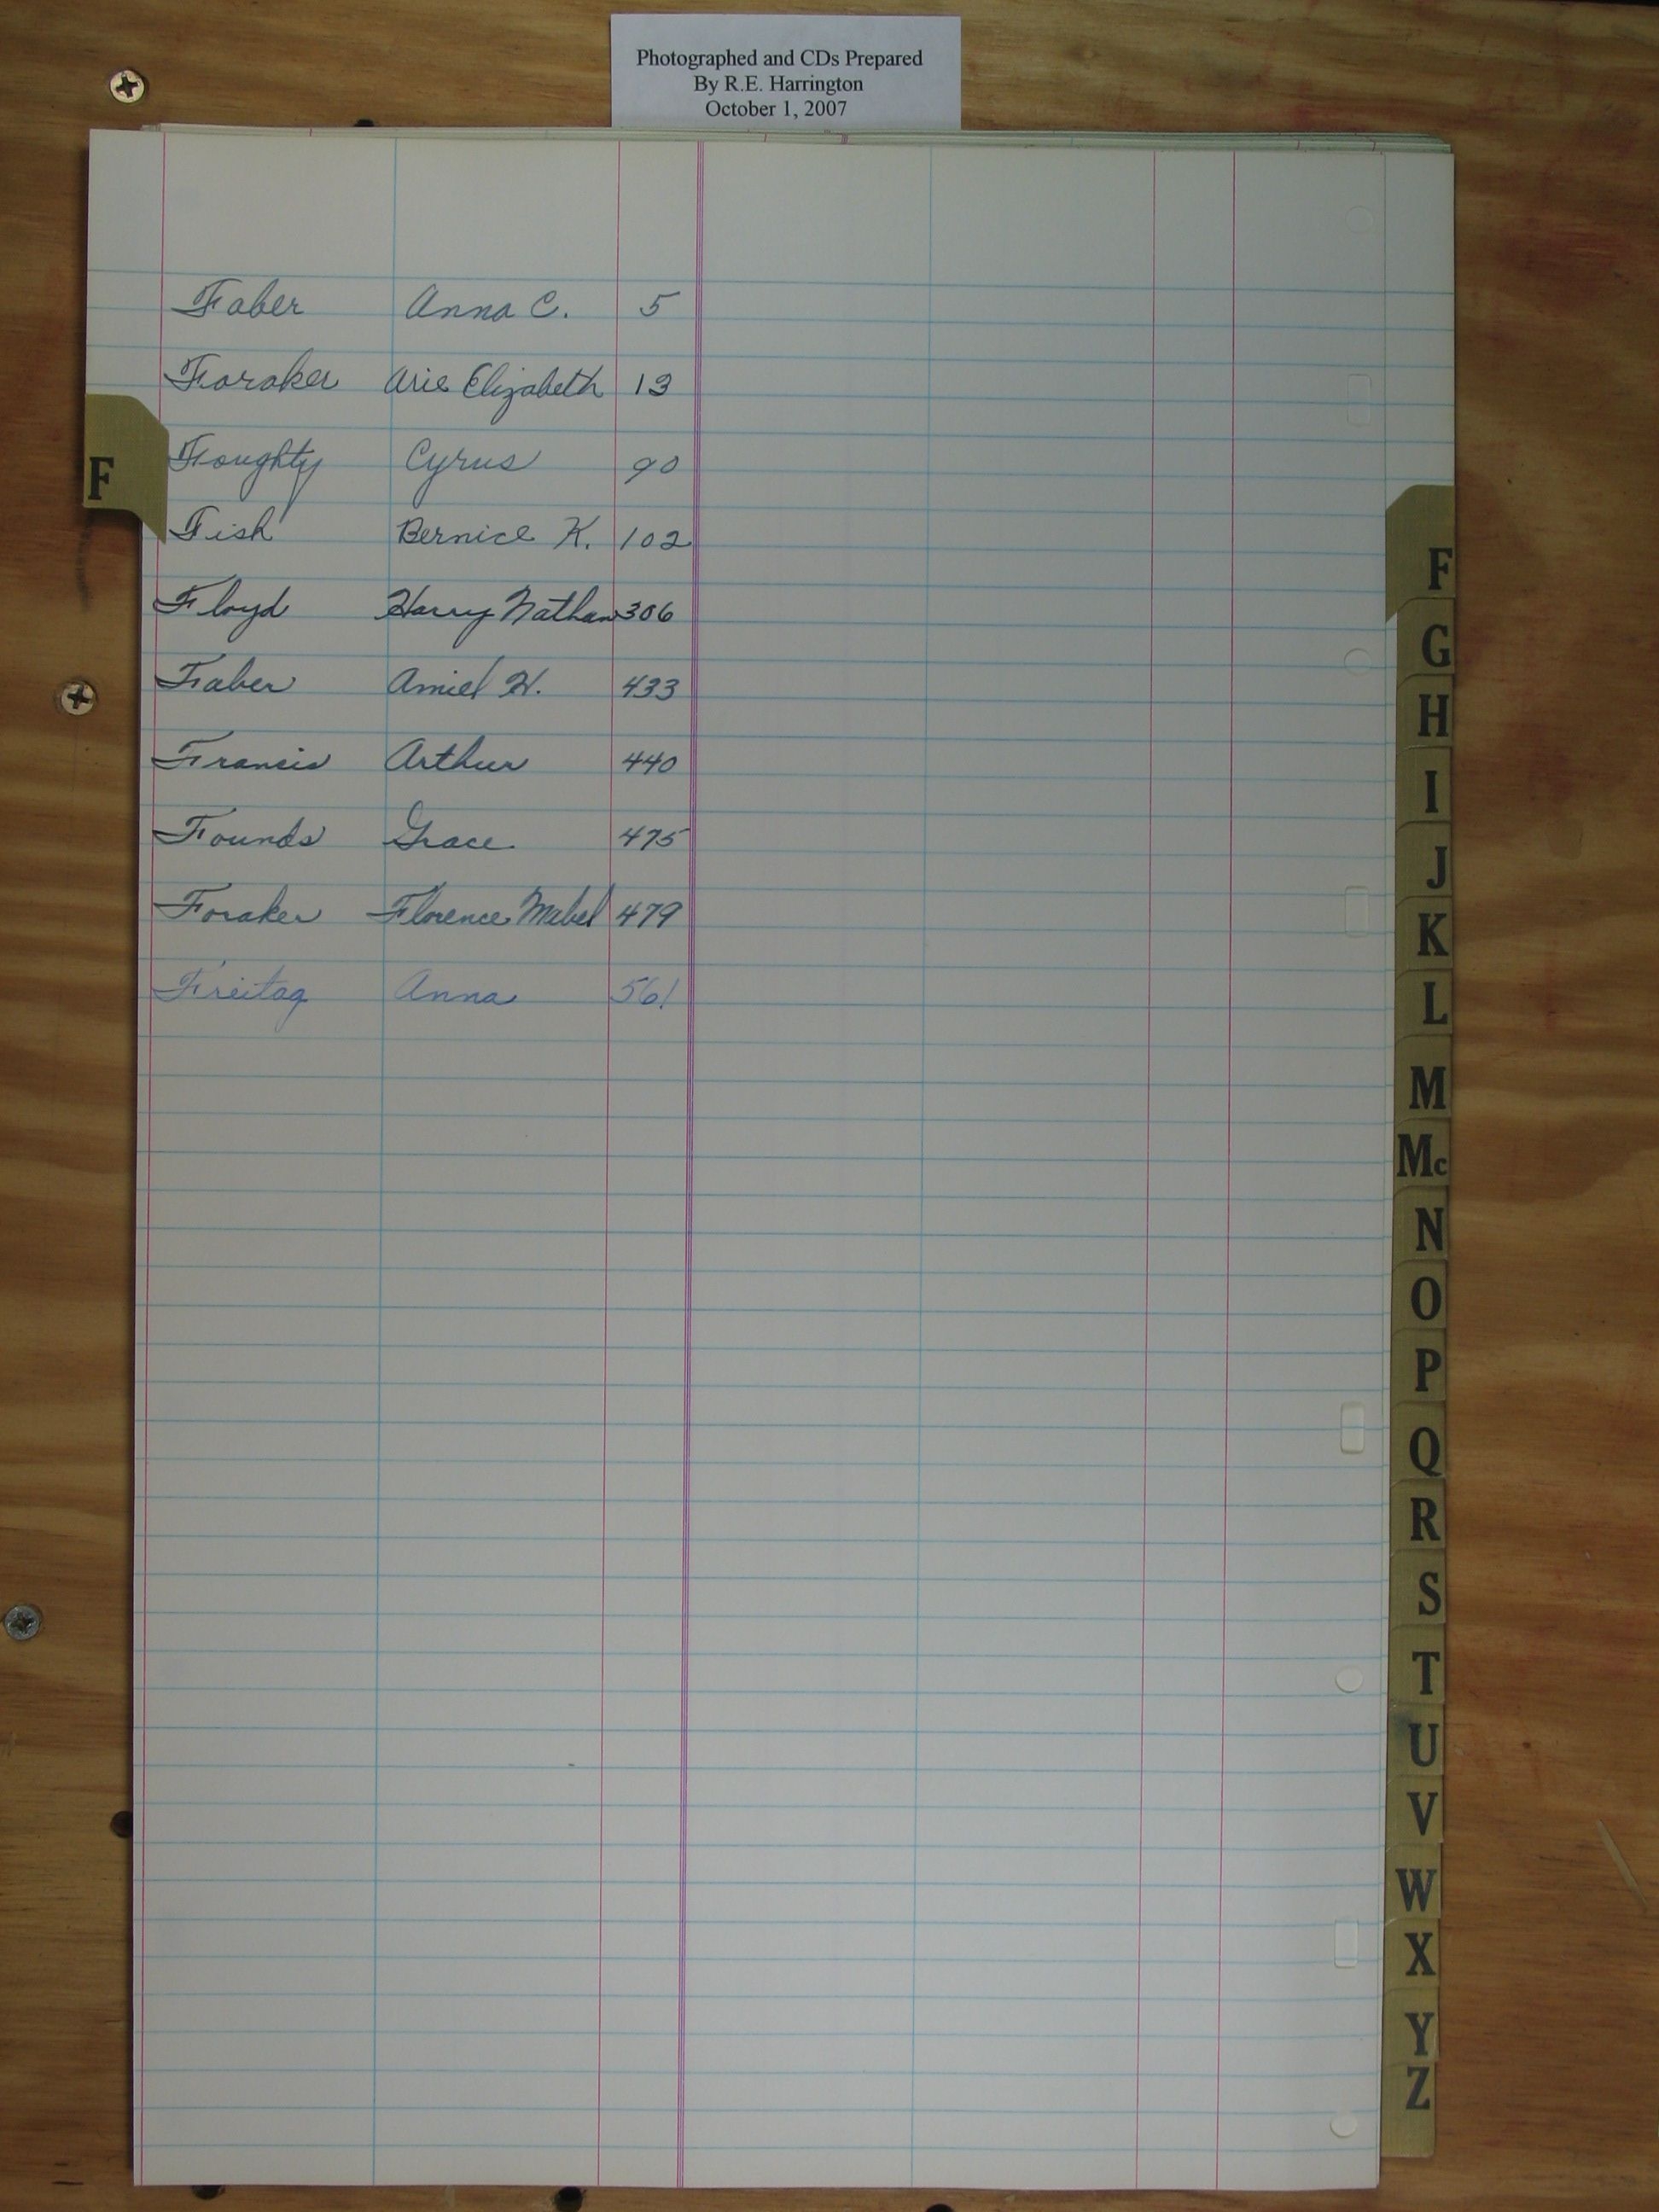 Photographed and CDs Prepared
By R.E. Harrington
October 1, 2007
Faber Anna C. 5
Foraker Arie Elizabeth 13
Foughty Cyrus 90
F
Fish Bernice K. 102
Floyd Harry Nathan 306
Faber Amiel H. 433
Francis Arthur 440
Founds Grace 475
Foraker Florence Mabel 479
Freitag Anna 561
F
G
H
I
J
K
L
M
Mc
N
O
P
Q
R
S
T
U
V
W
X
Y
Z